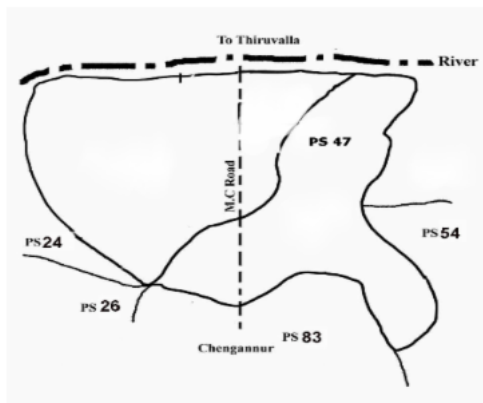 To Thiruvalla
River
PS 47
M.C Road
PS 24
PS 54
PS 26
PS 83
Chengannur